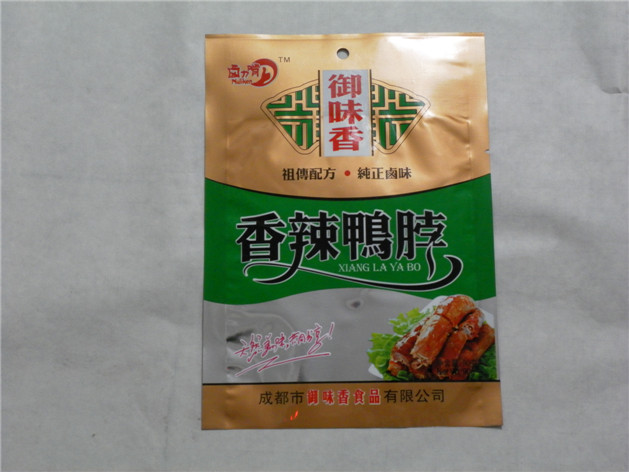 TM
御味香
祖傳配方・純正鹵味
香辣鴨脖
XIANG LA YA BO
成都市御味香食品有限公司